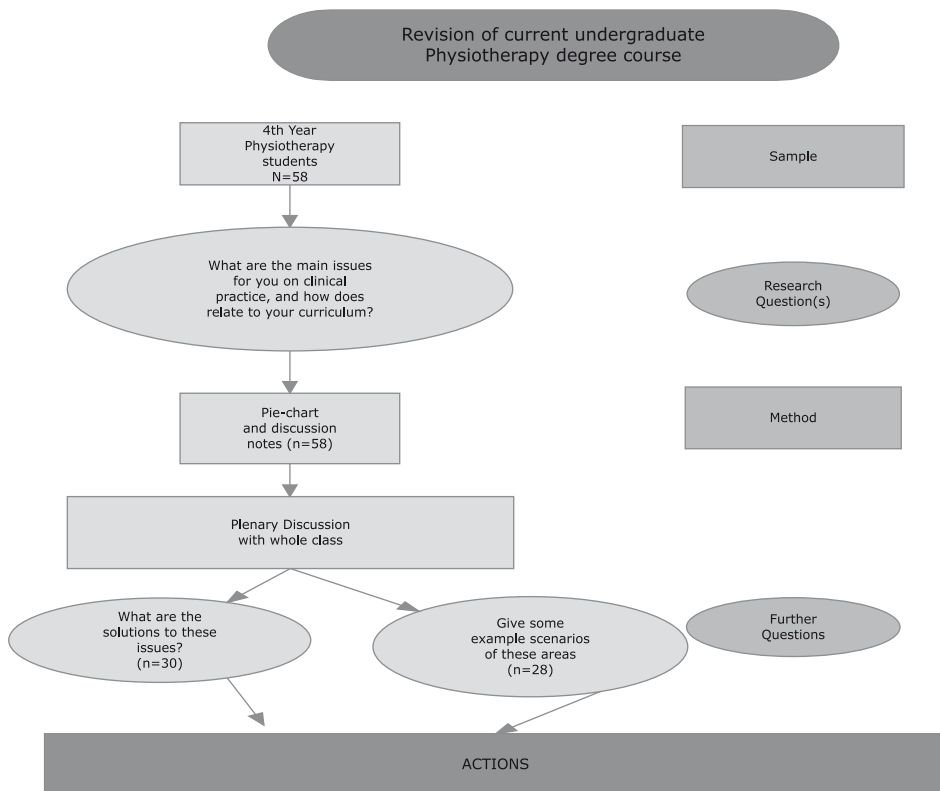 Revision of current undergraduate
Physiotherapy degree course
4th Year
Physiotherapy
students
N=58
Sample
What are the main issues
for you on clinical
practice, and how does
relate to your curriculum?
Research
Question(s)
Pie-chart
and discussion
notes (n=58)
Method
Plenary Discussion
with whole class
What are the
solutions to these
issues?
(n=30)
Give some
example scenarios
of these areas
(n=28)
Further
Questions
ACTIONS